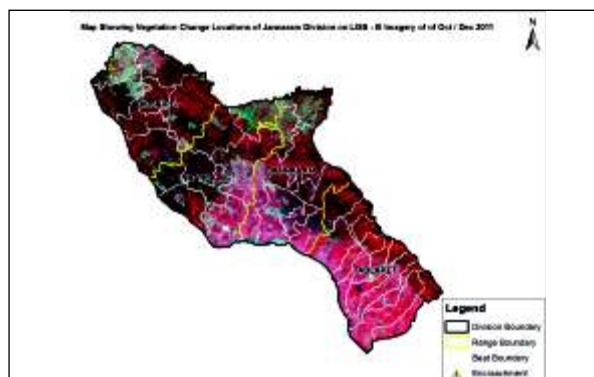 Map Showing Vegetation Change Locations of Jannaram Division on LISS - III Imagery of of Oct / Dec 2011
N
Legend
Division Boundary
Range Boundary
Beat Boundary
Encroachment